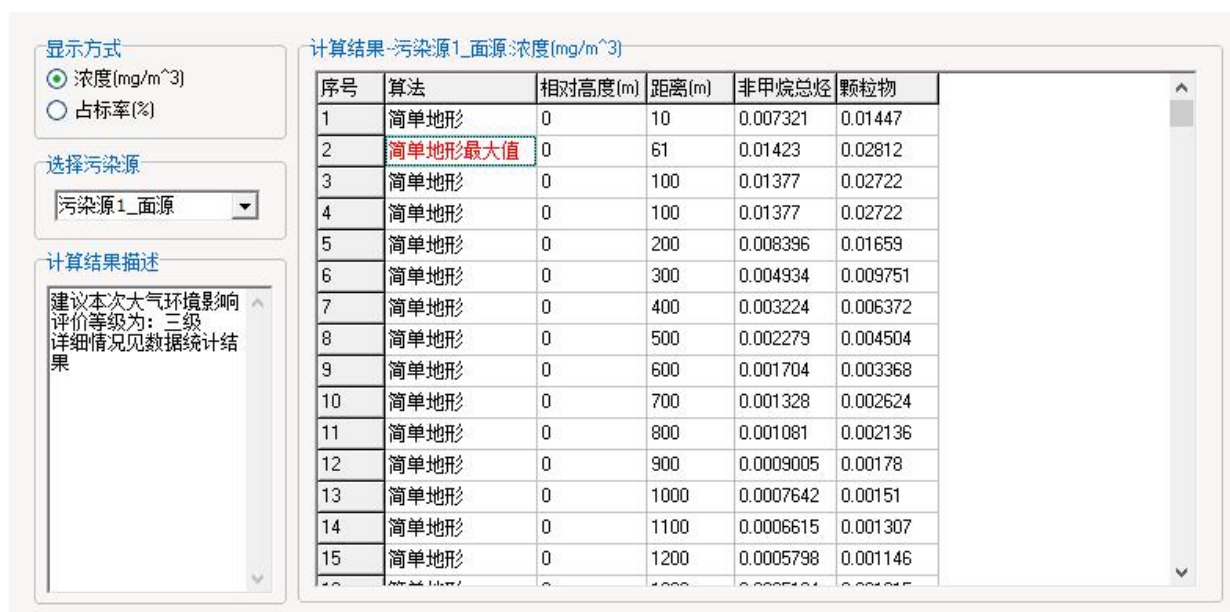 显示方式
浓度(mg/m^3)
占标率(%)
选择污染源
污染源1_面源
计算结果描述
建议本次大气环境影响
评价等级为：三级
详细情况见数据统计结
果
计算结果-污染源1_面源:浓度(mg/m^3)
序号 算法 相对高度(m) 距离(m) 非甲烷总烃 颗粒物
1 简单地形 0 10 0.007321 0.01447
2 简单地形最大值 0 61 0.01423 0.02812
3 简单地形 0 100 0.01377 0.02722
4 简单地形 0 100 0.01377 0.02722
5 简单地形 0 200 0.008396 0.01659
6 简单地形 0 300 0.004934 0.009751
7 简单地形 0 400 0.003224 0.006372
8 简单地形 0 500 0.002279 0.004504
9 简单地形 0 600 0.001704 0.003368
10 简单地形 0 700 0.001328 0.002624
11 简单地形 0 800 0.001081 0.002136
12 简单地形 0 900 0.0009005 0.00178
13 简单地形 0 1000 0.0007642 0.00151
14 简单地形 0 1100 0.0006615 0.001307
15 简单地形 0 1200 0.0005798 0.001146